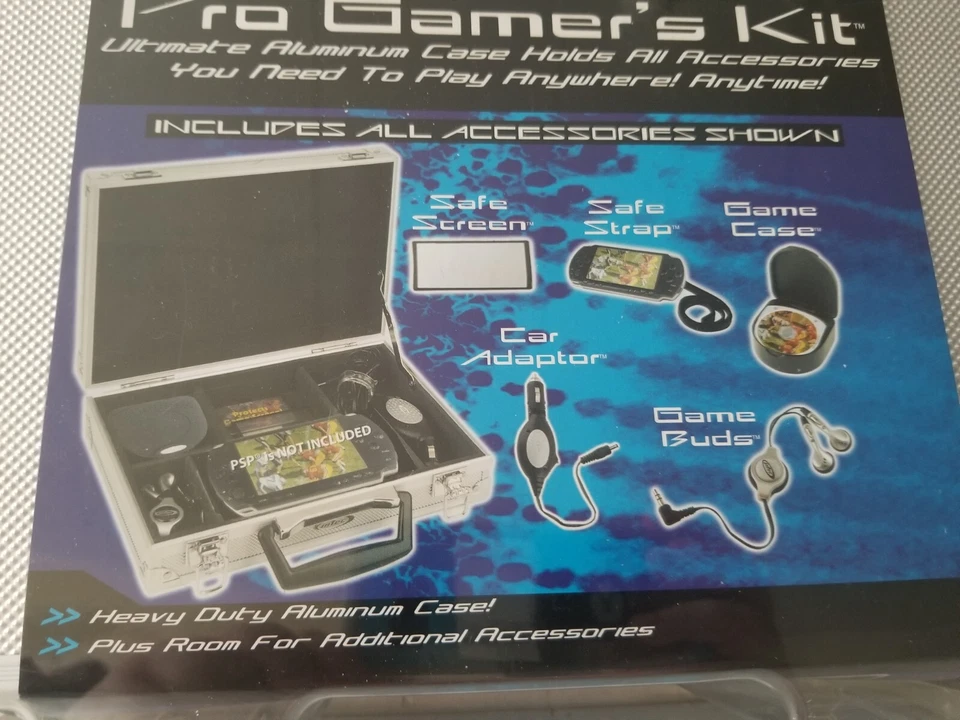 Pro Gamer's Kit™
Ultimate Aluminum Case Holds All Accessories
You Need To Play Anywhere! Anytime!
INCLUDES ALL ACCESSORIES SHOWN
Safe
Screen™
Safe
Strap™
Game
Case™
Car
Adaptor™
Game
Buds™
PSP™ is NOT INCLUDED
>> Heavy Duty Aluminum Case!
>> Plus Room For Additional Accessories